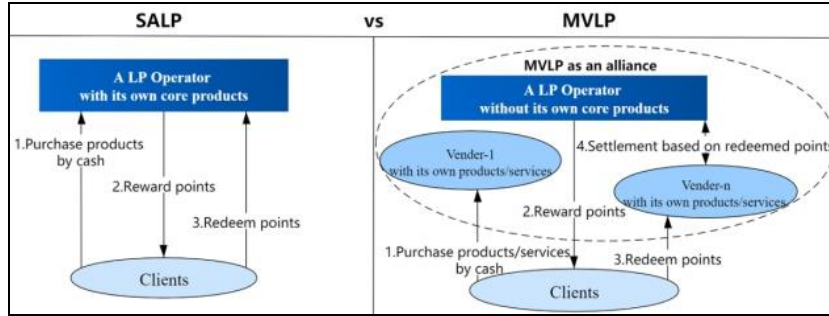 SALP
vs
MVLP
A LP Operator
with its own core products
1.Purchase products
by cash
2.Reward points
3.Redeem points
Clients
MVLP as an alliance
A LP Operator
without its own core products
Vender-1
with its own products/services
4.Settlement based on redeemed points
Vender-n
with its own products/services
2.Reward points
1.Purchase products/services
by cash
3.Redeem points
Clients